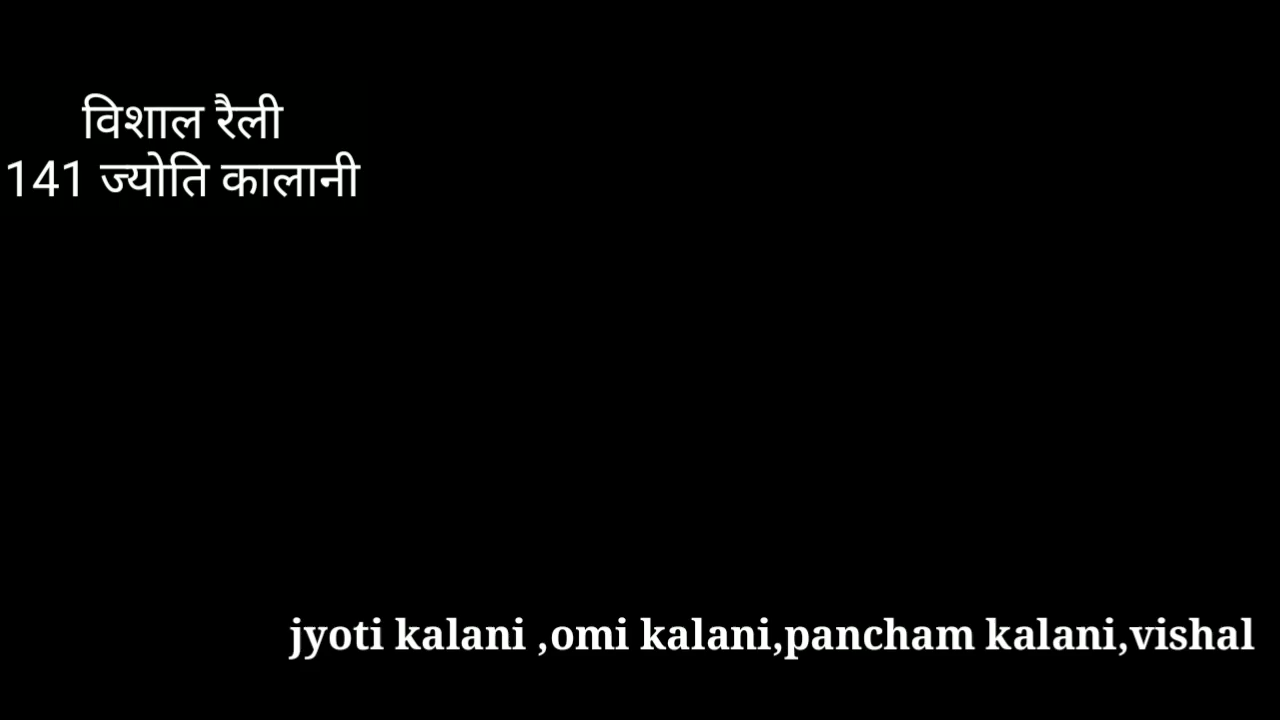 विशाल रैली
141 ज्योति कालानी
jyoti kalani ,omi kalani,pancham kalani,vishal